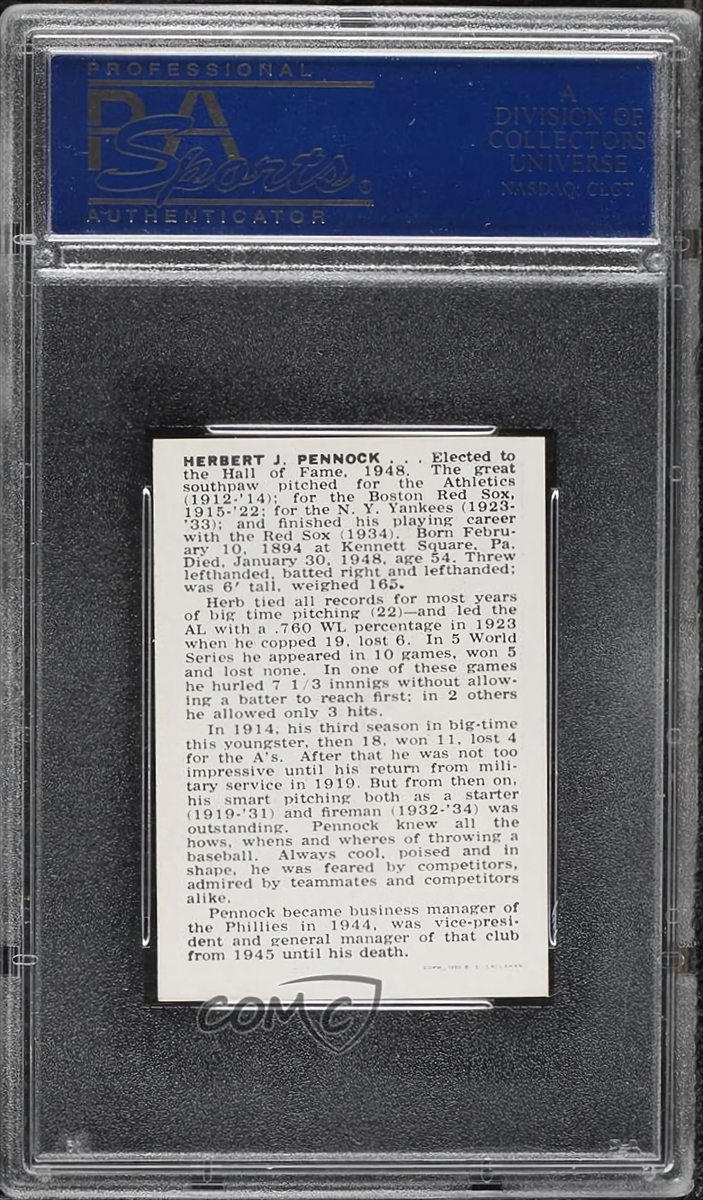 PROFESSIONAL
PSA
Sports®
AUTHENTICATOR
A
DIVISION OF
COLLECTORS
UNIVERSE
NASDAQ: CLCT
HERBERT J. PENNOCK . . . Elected to
the Hall of Fame, 1948. The great
southpaw pitched for the Athletics
(1912-'14); for the Boston Red Sox,
1915-'22; for the N. Y. Yankees (1923-
'33); and finished his playing career
with the Red Sox (1934). Born Febru-
ary 10, 1894 at Kennett Square, Pa.
Died, January 30, 1948, age 54. Threw
lefthanded, batted right and lefthanded;
was 6' tall, weighed 165.
Herb tied all records for most years
of big time pitching (22)—and led the
AL with a .760 WL percentage in 1923
when he copped 19, lost 6. In 5 World
Series he appeared in 10 games, won 5
and lost none. In one of these games
he hurled 7 1/3 innnigs without allow-
ing a batter to reach first; in 2 others
he allowed only 3 hits.
In 1914, his third season in big-time
this youngster, then 18, won 11, lost 4
for the A's. After that he was not too
impressive until his return from mili-
tary service in 1919. But from then on,
his smart pitching both as a starter
(1919-'31) and fireman (1932-'34) was
outstanding. Pennock knew all the
hows, whens and wheres of throwing a
baseball. Always cool, poised and in
shape, he was feared by competitors,
admired by teammates and competitors
alike.
Pennock became business manager of
the Phillies in 1944, was vice-presi-
dent and general manager of that club
from 1945 until his death.
COMC